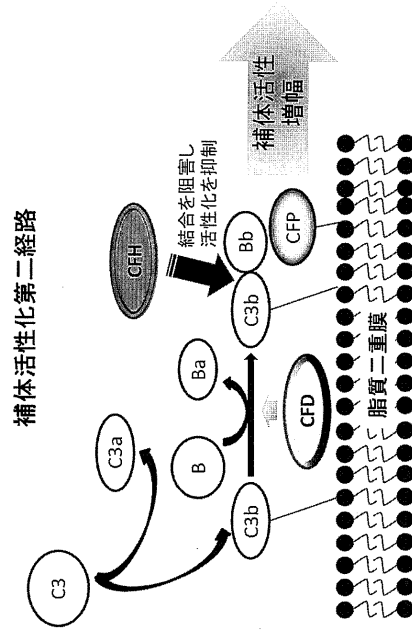 補体活性化第二経路
C3
C3a
CFH
結合を阻害し
活性化を抑制
B
Ba
C3b
C3b
Bb
CFD
CFP
補体活性
増幅
脂質二重膜